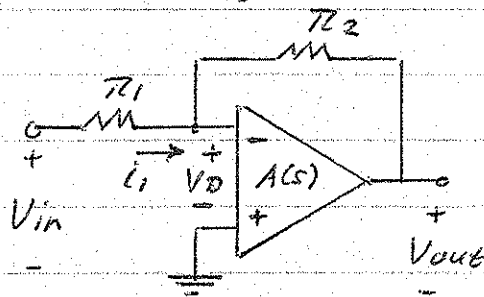 R2
R1
+ i1 + - A(s)
VD
Vin - + +
Vout
- -